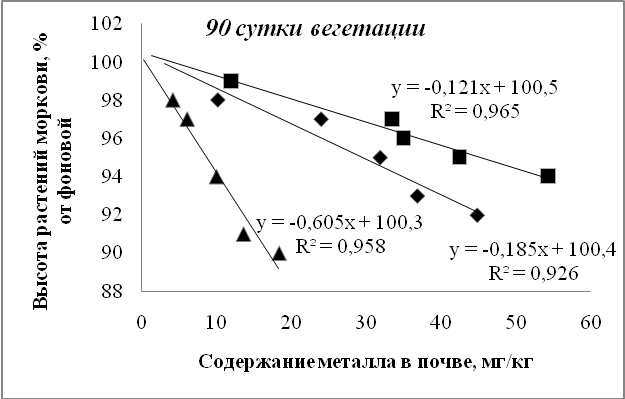 90 сутки вегетации
Высота растений моркови, %
от фоновой
102
100
98
96
94
92
90
88
y = -0,121x + 100,5
R² = 0,965
y = -0,605x + 100,3
R² = 0,958
y = -0,185x + 100,4
R² = 0,926
0 10 20 30 40 50 60
Содержание металла в почве, мг/кг